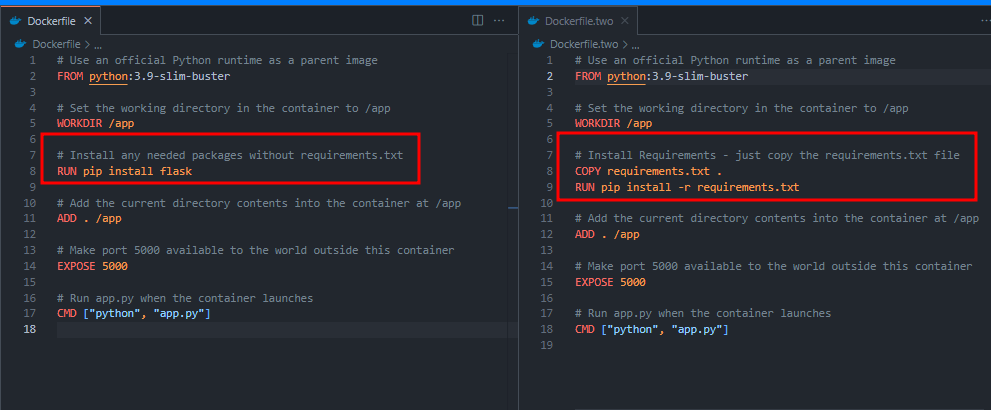 Dockerfile
Dockerfile > ...
1 # Use an official Python runtime as a parent image
2 FROM python:3.9-slim-buster
3
4 # Set the working directory in the container to /app
5 WORKDIR /app
6
7 # Install any needed packages without requirements.txt
8 RUN pip install flask
9
10 # Add the current directory contents into the container at /app
11 ADD . /app
12
13 # Make port 5000 available to the world outside this container
14 EXPOSE 5000
15
16 # Run app.py when the container launches
17 CMD ["python", "app.py"]
18
Dockerfile.two
Dockerfile.two > ...
1 # Use an official Python runtime as a parent image
2 FROM python:3.9-slim-buster
3
4 # Set the working directory in the container to /app
5 WORKDIR /app
6
7 # Install Requirements - just copy the requirements.txt file
8 COPY requirements.txt .
9 RUN pip install -r requirements.txt
10
11 # Add the current directory contents into the container at /app
12 ADD . /app
13
14 # Make port 5000 available to the world outside this container
15 EXPOSE 5000
16
17 # Run app.py when the container launches
18 CMD ["python", "app.py"]
19